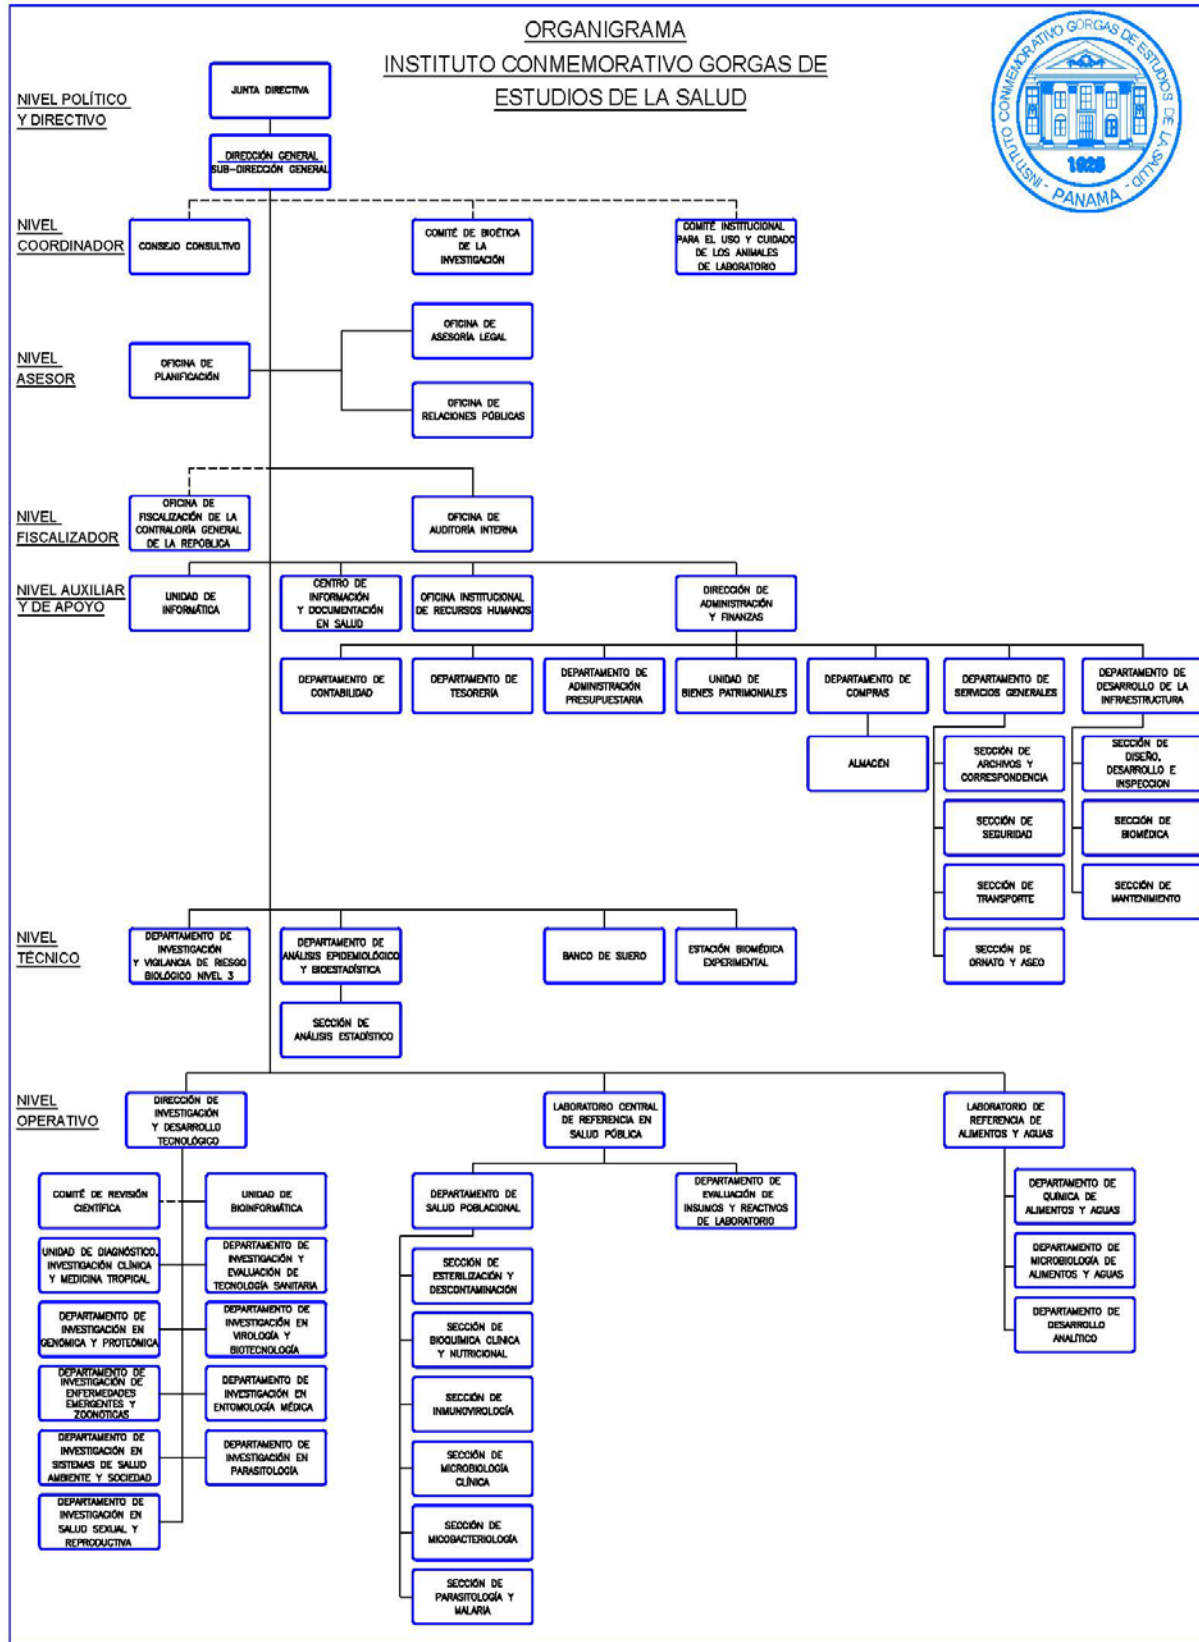 ORGANIGRAMA
INSTITUTO CONMEMORATIVO GORGAS DE
ESTUDIOS DE LA SALUD
INSTITUTO CONMEMORATIVO GORGAS DE ESTUDIOS DE LA SALUD
1928
- PANAMA -
NIVEL POLÍTICO
Y DIRECTIVO
JUNTA DIRECTIVA
DIRECCIÓN GENERAL
SUB-DIRECCIÓN GENERAL
NIVEL
COORDINADOR
CONSEJO CONSULTIVO
COMITÉ DE BIOÉTICA
DE LA
INVESTIGACIÓN
COMITÉ INSTITUCIONAL
PARA EL USO Y CUIDADO
DE LOS ANIMALES
DE LABORATORIO
NIVEL
ASESOR
OFICINA DE
PLANIFICACIÓN
OFICINA DE
ASESORÍA LEGAL
OFICINA DE
RELACIONES PÚBLICAS
NIVEL
FISCALIZADOR
OFICINA DE
FISCALIZACIÓN DE LA
CONTRALORÍA GENERAL
DE LA REPÚBLICA
OFICINA DE
AUDITORÍA INTERNA
NIVEL AUXILIAR
Y DE APOYO
UNIDAD DE
INFORMÁTICA
CENTRO DE
INFORMACIÓN
Y DOCUMENTACIÓN
EN SALUD
OFICINA INSTITUCIONAL
DE RECURSOS HUMANOS
DIRECCIÓN DE
ADMINISTRACIÓN
Y FINANZAS
DEPARTAMENTO DE
CONTABILIDAD
DEPARTAMENTO DE
TESORERÍA
DEPARTAMENTO DE
ADMINISTRACIÓN
PRESUPUESTARIA
UNIDAD DE
BIENES PATRIMONIALES
DEPARTAMENTO DE
COMPRAS
DEPARTAMENTO DE
SERVICIOS GENERALES
DEPARTAMENTO DE
DESARROLLO DE LA
INFRAESTRUCTURA
ALMACEN
SECCIÓN DE
ARCHIVOS Y
CORRESPONDENCIA
SECCIÓN DE
DISEÑO,
DESARROLLO E
INSPECCION
SECCIÓN DE
SEGURIDAD
SECCIÓN DE
BIOMÉDICA
SECCIÓN DE
TRANSPORTE
SECCIÓN DE
MANTENIMIENTO
SECCIÓN DE
ORNATO Y ASEO
NIVEL
TÉCNICO
DEPARTAMENTO DE
INVESTIGACIÓN
Y VIGILANCIA DE RIESGO
BIOLÓGICO NIVEL 3
DEPARTAMENTO DE
ANÁLISIS EPIDEMIOLÓGICO
Y BIOESTADÍSTICA
BANCO DE SUERO
ESTACIÓN BIOMÉDICA
EXPERIMENTAL
SECCIÓN DE
ANÁLISIS ESTADÍSTICO
NIVEL
OPERATIVO
DIRECCIÓN DE
INVESTIGACIÓN
Y DESARROLLO
TECNOLÓGICO
LABORATORIO CENTRAL
DE REFERENCIA EN
SALUD PÚBLICA
LABORATORIO DE
REFERENCIA DE
ALIMENTOS Y AGUAS
COMITÉ DE REVISIÓN
CIENTÍFICA
UNIDAD DE
BIOINFORMÁTICA
UNIDAD DE DIAGNÓSTICO,
INVESTIGACIÓN CLÍNICA
Y MEDICINA TROPICAL
DEPARTAMENTO DE
INVESTIGACIÓN Y
EVALUACIÓN DE
TECNOLOGÍA SANITARIA
DEPARTAMENTO DE
INVESTIGACIÓN EN
GENÓMICA Y PROTEÓMICA
DEPARTAMENTO DE
INVESTIGACIÓN EN
VIROLOGÍA Y
BIOTECNOLOGÍA
DEPARTAMENTO DE
INVESTIGACIÓN DE
ENFERMEDADES
EMERGENTES Y
ZOONÓTICAS
DEPARTAMENTO DE
INVESTIGACIÓN EN
ENTOMOLOGÍA MÉDICA
DEPARTAMENTO DE
INVESTIGACIÓN EN
SISTEMAS DE SALUD
AMBIENTE Y SOCIEDAD
DEPARTAMENTO DE
INVESTIGACIÓN EN
PARASITOLOGÍA
DEPARTAMENTO DE
INVESTIGACIÓN EN
SALUD SEXUAL Y
REPRODUCTIVA
DEPARTAMENTO DE
SALUD POBLACIONAL
DEPARTAMENTO DE
EVALUACIÓN DE
INSUMOS Y REACTIVOS
DE LABORATORIO
SECCIÓN DE
ESTERILIZACIÓN Y
DESCONTAMINACIÓN
SECCIÓN DE
BIOQUÍMICA CLÍNICA
Y NUTRICIONAL
SECCIÓN DE
INMUNOVIROLOGÍA
SECCIÓN DE
MICROBIOLOGÍA
CLÍNICA
SECCIÓN DE
MICOBACTERIOLOGÍA
SECCIÓN DE
PARASITOLOGÍA Y
MALARIA
DEPARTAMENTO DE
QUÍMICA DE
ALIMENTOS Y AGUAS
DEPARTAMENTO DE
MICROBIOLOGÍA DE
ALIMENTOS Y AGUAS
DEPARTAMENTO DE
DESARROLLO
ANALÍTICO